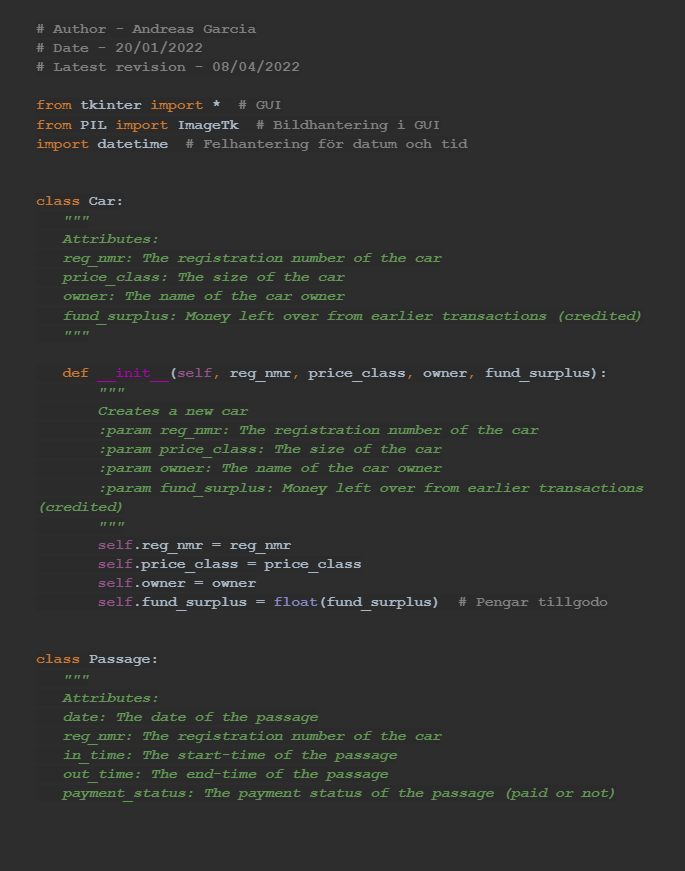 # Author - Andreas Garcia
# Date - 20/01/2022
# Latest revision - 08/04/2022
from tkinter import *  # GUI
from PIL import ImageTk  # Bildhantering i GUI
import datetime  # Felhantering för datum och tid
class Car:
"""
Attributes:
reg_nmr: The registration number of the car
price_class: The size of the car
owner: The name of the car owner
fund_surplus: Money left over from earlier transactions (credited)
"""
def __init__(self, reg_nmr, price_class, owner, fund_surplus):
"""
Creates a new car
:param reg_nmr: The registration number of the car
:param price_class: The size of the car
:param owner: The name of the car owner
:param fund_surplus: Money left over from earlier transactions
(credited)
"""
self.reg_nmr = reg_nmr
self.price_class = price_class
self.owner = owner
self.fund_surplus = float(fund_surplus)  # Pengar tillgodo
class Passage:
"""
Attributes:
date: The date of the passage
reg_nmr: The registration number of the car
in_time: The start-time of the passage
out_time: The end-time of the passage
payment_status: The payment status of the passage (paid or not)